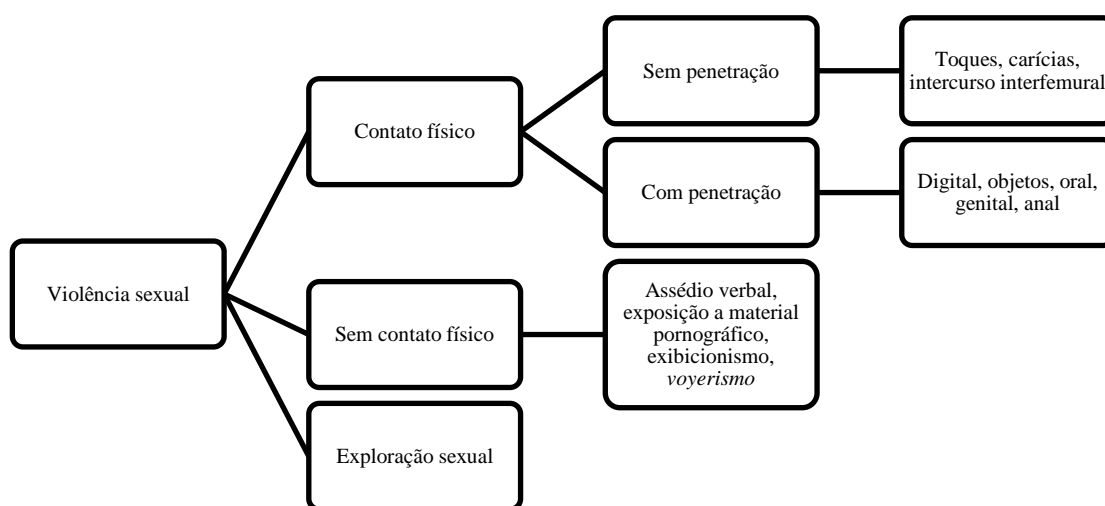 Sem penetração
Toques, carícias,
intercurso interfemural
Contato físico
Com penetração
Digital, objetos, oral,
genital, anal
Violência sexual
Assédio verbal,
exposição a material
pornográfico,
exibicionismo,
voyerismo
Sem contato físico
Exploração sexual